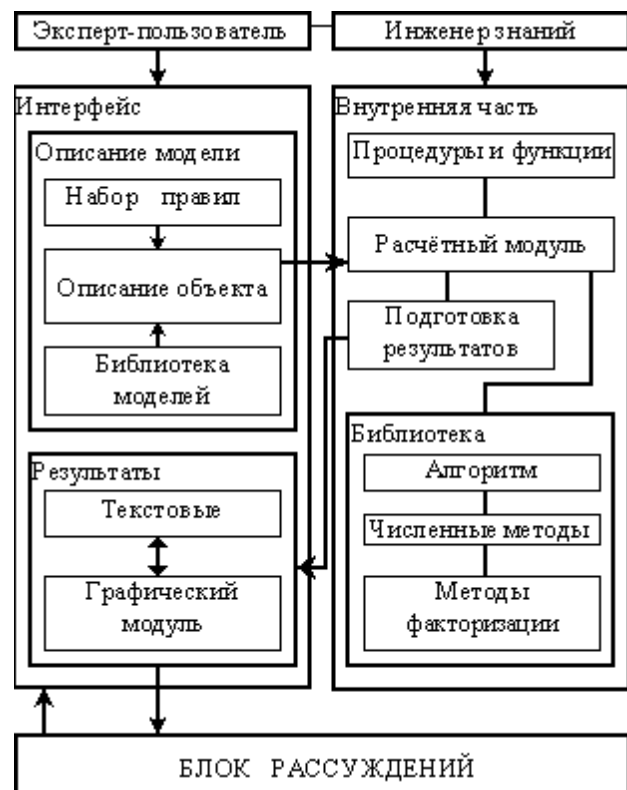 Эксперт-пользователь
Инженер знаний
Интерфейс
Описание модели
Набор правил
Описание объекта
Библиотека
моделей
Результаты
Текстовые
Графический
модуль
Внутренняя часть
Процедуры и функции
Расчётный модуль
Подготовка
результатов
Библиотека
Алгоритм
Численные методы
Методы
факторизации
БЛОК РАССУЖДЕНИЙ